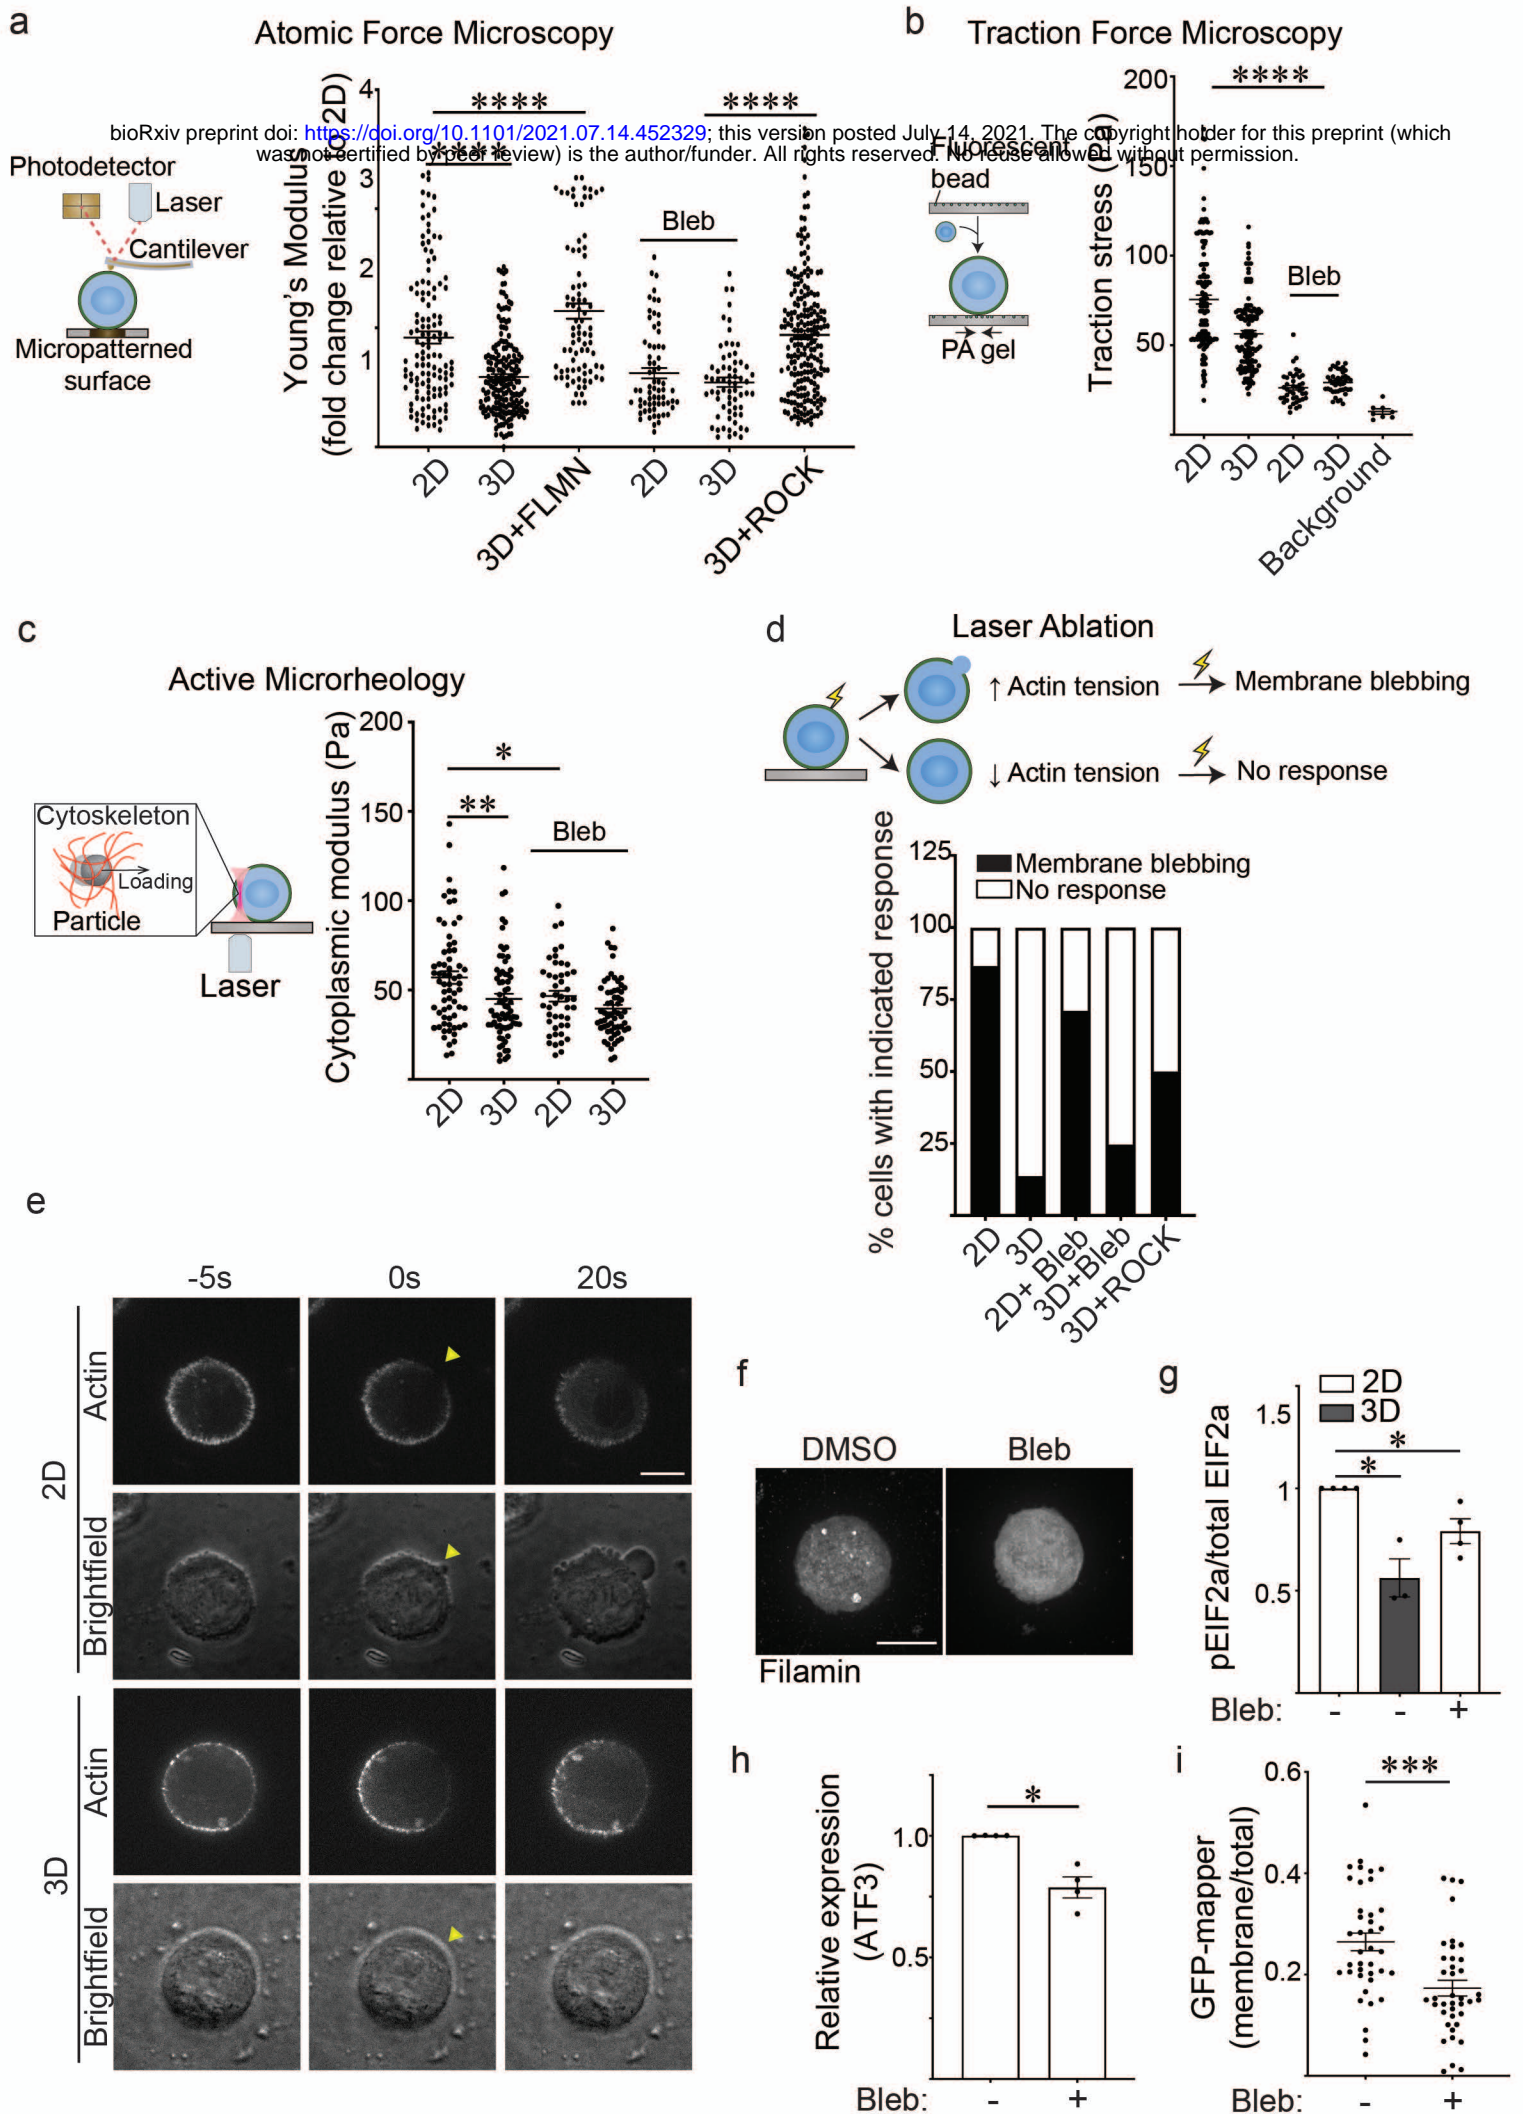 a
Atomic Force Microscopy
b
Traction Force Microscopy
bioRxiv preprint doi: https://doi.org/10.1101/2021.07.14.452329; this version posted July 14, 2021. The copyright holder for this preprint (which
was not certified by peer review) is the author/funder. All rights reserved. No reuse allowed without permission.
Photodetector
Laser
Cantilever
Micropatterned
surface
Young's Modulus
(fold change relative to 2D)
4
3
2
1
****
****
****
Bleb
2D
3D
3D+FLMN
2D
3D
3D+ROCK
Fluorescent
bead
PA gel
Traction stress (Pa)
200
150
100
50
****
Bleb
2D
3D
2D
3D
Background
c
Active Microrheology
Cytoskeleton
Loading
Particle
Laser
Cytoplasmic modulus (Pa)
200
150
100
50
*
**
Bleb
2D
3D
2D
3D
d
Laser Ablation
↑ Actin tension
Membrane blebbing
↓ Actin tension
No response
% cells with indicated response
125
100
75
50
25
Membrane blebbing
No response
2D
3D
2D+ Bleb
3D+Bleb
3D+ROCK
e
-5s
0s
20s
2D
Actin
Brightfield
3D
Actin
Brightfield
f
DMSO
Bleb
Filamin
g
2D
3D
pEIF2a/total EIF2a
1.5
1
0.5
*
*
Bleb:
-
-
+
h
Relative expression
(ATF3)
1.0
0.5
*
Bleb:
-
+
i
GFP-mapper
(membrane/total)
0.6
0.4
0.2
***
Bleb:
-
+